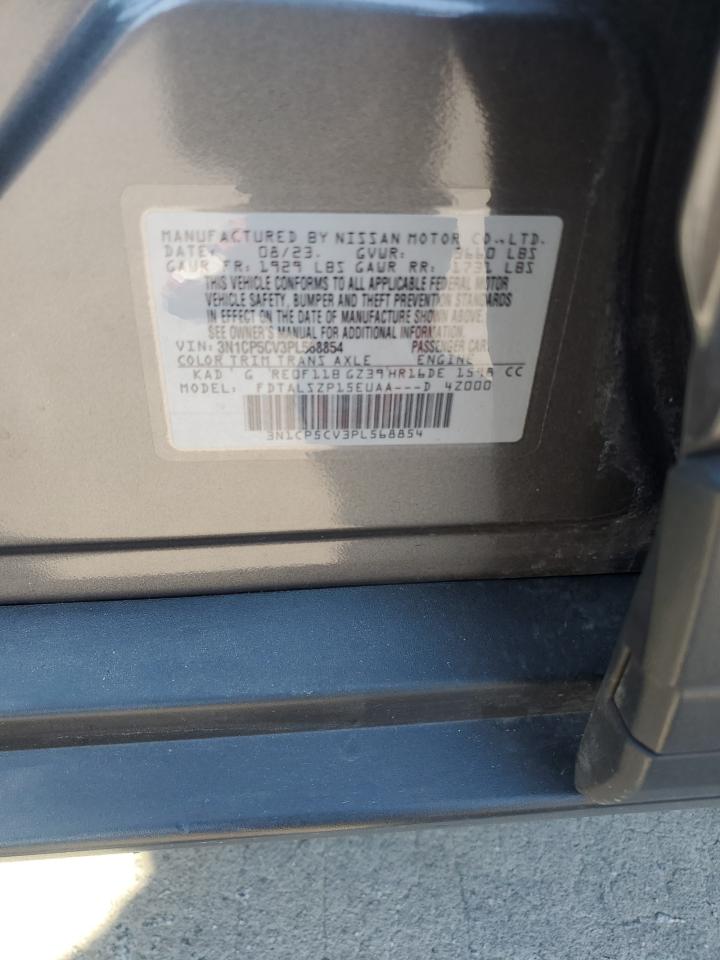 MANUFACTURED BY NISSAN MOTOR CO.,LTD.
DATE: 08/23. GVWR: 3660 LBS
GAWR FR: 1929 LBS GAWR RR: 1731 LBS
THIS VEHICLE CONFORMS TO ALL APPLICABLE FEDERAL MOTOR
VEHICLE SAFETY, BUMPER AND THEFT PREVENTION STANDARDS
IN EFFECT ON THE DATE OF MANUFACTURE SHOWN ABOVE.
SEE OWNER'S MANUAL FOR ADDITIONAL INFORMATION.
VIN: 3N1CP5CV3PL568854 PASSENGER CAR
COLOR TRIM TRANS AXLE ENGINE
KAD G RE0F11B GZ39 HR16DE 1598 CC
MODEL: FDTALSZP15EUAA---D 4Z000
3N1CP5CV3PL568854